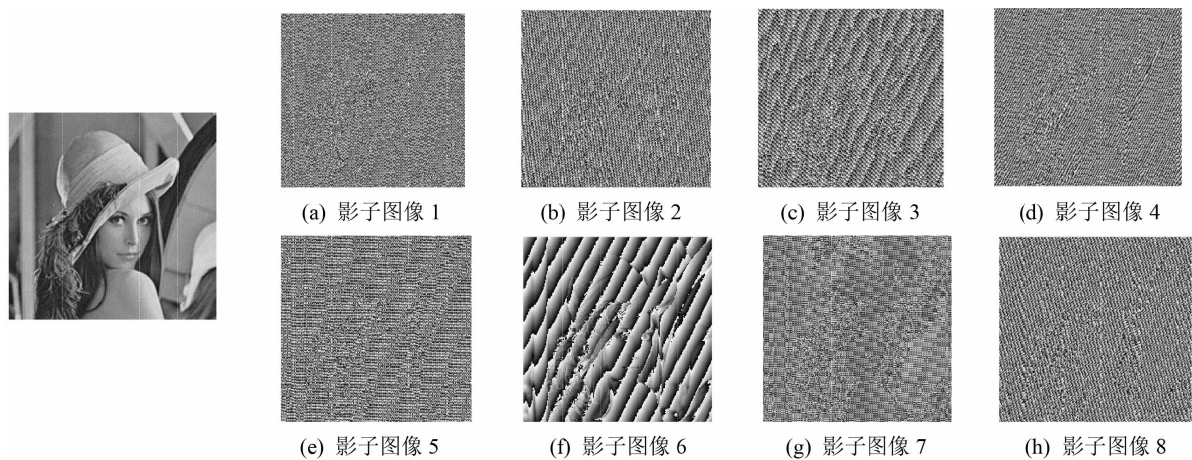 (a) 影子图像 1
(b) 影子图像 2
(c) 影子图像 3
(d) 影子图像 4
(e) 影子图像 5
(f) 影子图像 6
(g) 影子图像 7
(h) 影子图像 8